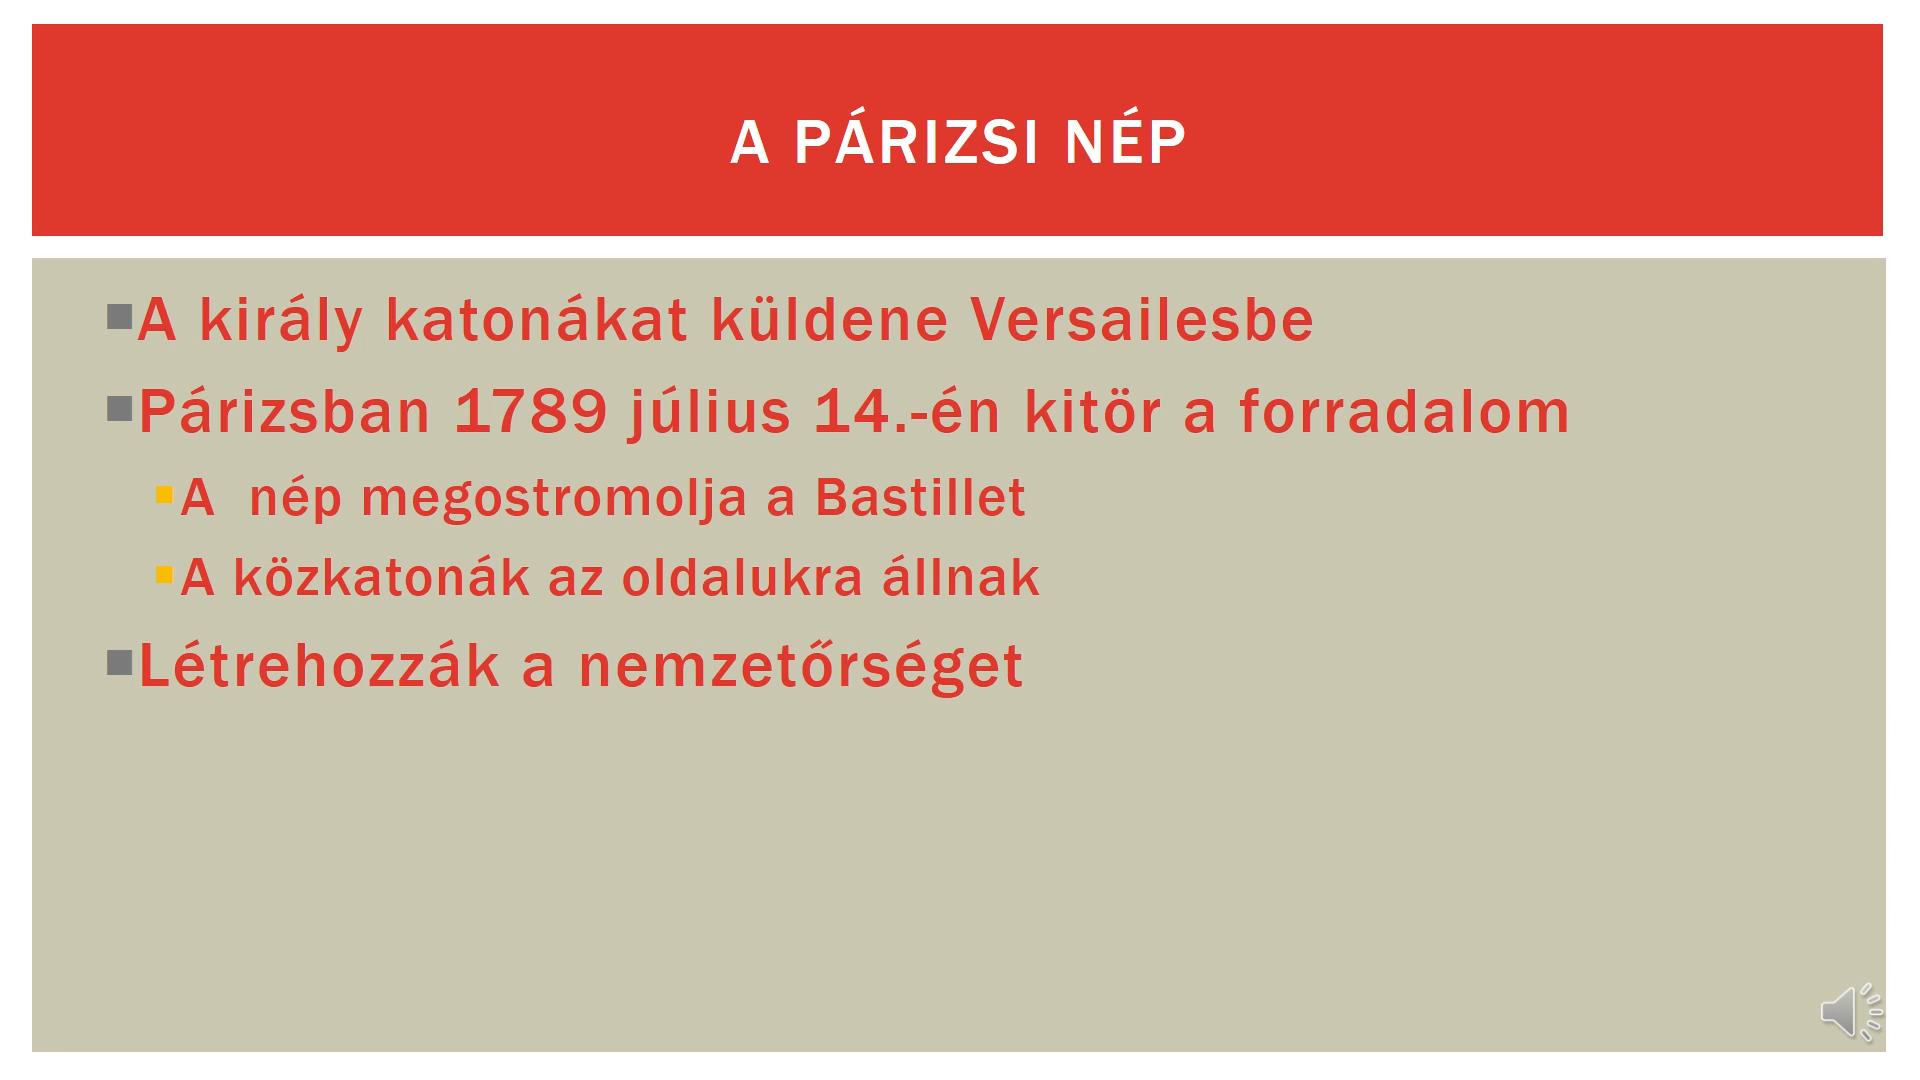 A PÁRIZSI NÉP
A király katonákat küldene Versailesbe
Párizsban 1789 július 14.-én kitör a forradalom
A nép megostromolja a Bastillet
A közkatonák az oldalukra állnak
Létrehozzák a nemzetőrséget